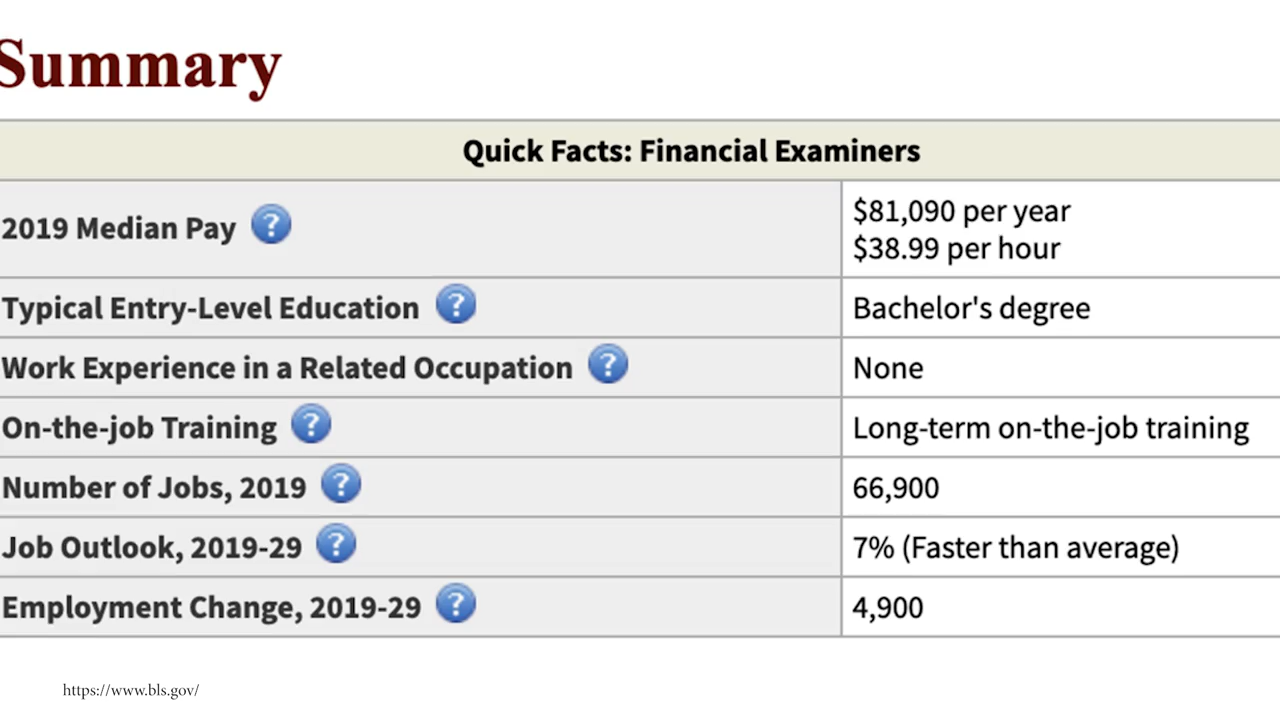 Summary
Quick Facts: Financial Examiners
2019 Median Pay ?
$81,090 per year
$38.99 per hour
Typical Entry-Level Education ?
Bachelor's degree
Work Experience in a Related Occupation ?
None
On-the-job Training ?
Long-term on-the-job training
Number of Jobs, 2019 ?
66,900
Job Outlook, 2019-29 ?
7% (Faster than average)
Employment Change, 2019-29 ?
4,900
https://www.bls.gov/